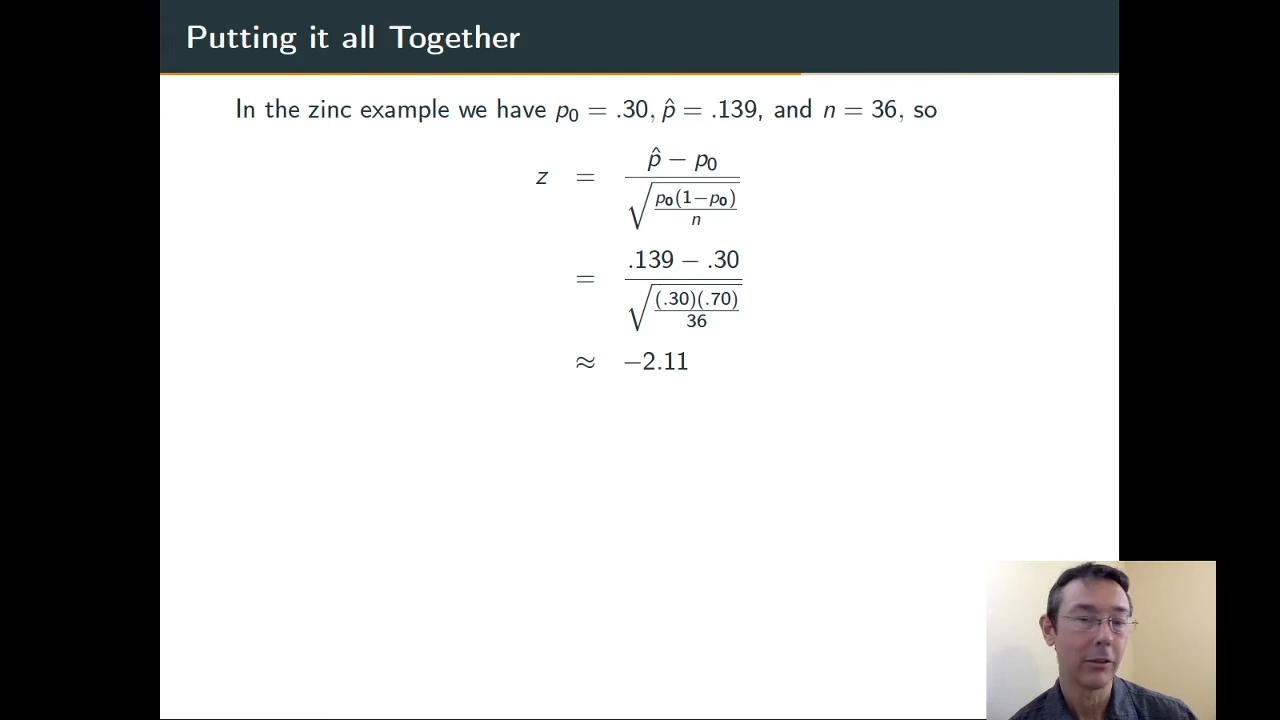 Putting it all Together
In the zinc example we have p₀ = .30, p̂ = .139, and n = 36, so
z = (p̂ − p₀) / √(p₀(1−p₀)/n)
= (.139 − .30) / √((.30)(.70)/36)
≈ −2.11